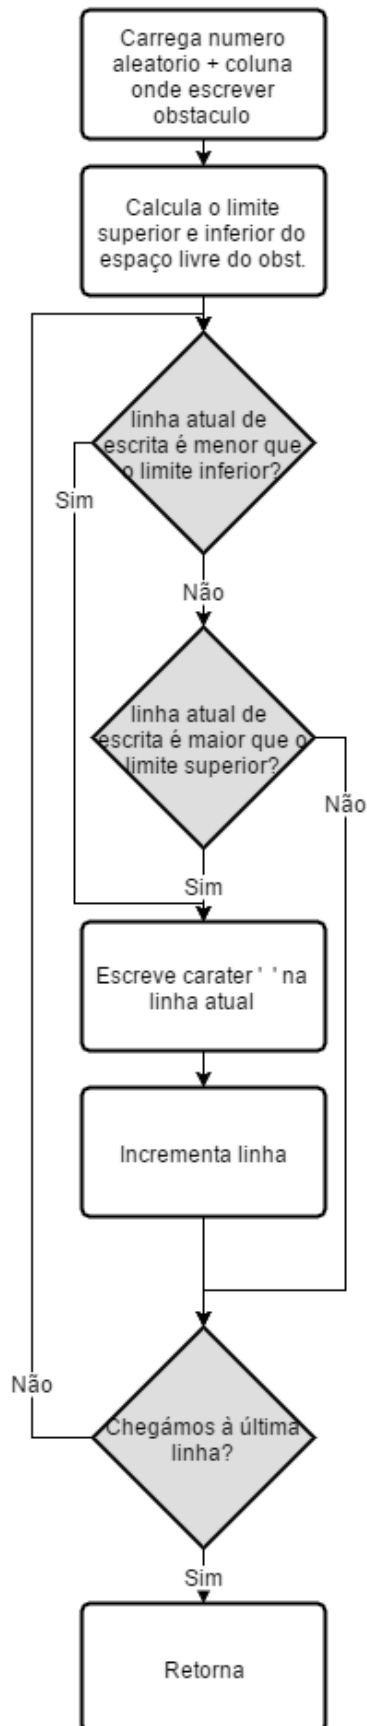 Carrega numero
aleatorio + coluna
onde escrever
obstaculo
Calcula o limite
superior e inferior do
espaço livre do obst.
linha atual de
escrita é menor que
o limite inferior?
Sim
Não
linha atual de
escrita é maior que o
limite superior?
Não
Sim
Escreve carater ' ' na
linha atual
Incrementa linha
Não
Chegámos à última
linha?
Sim
Retorna